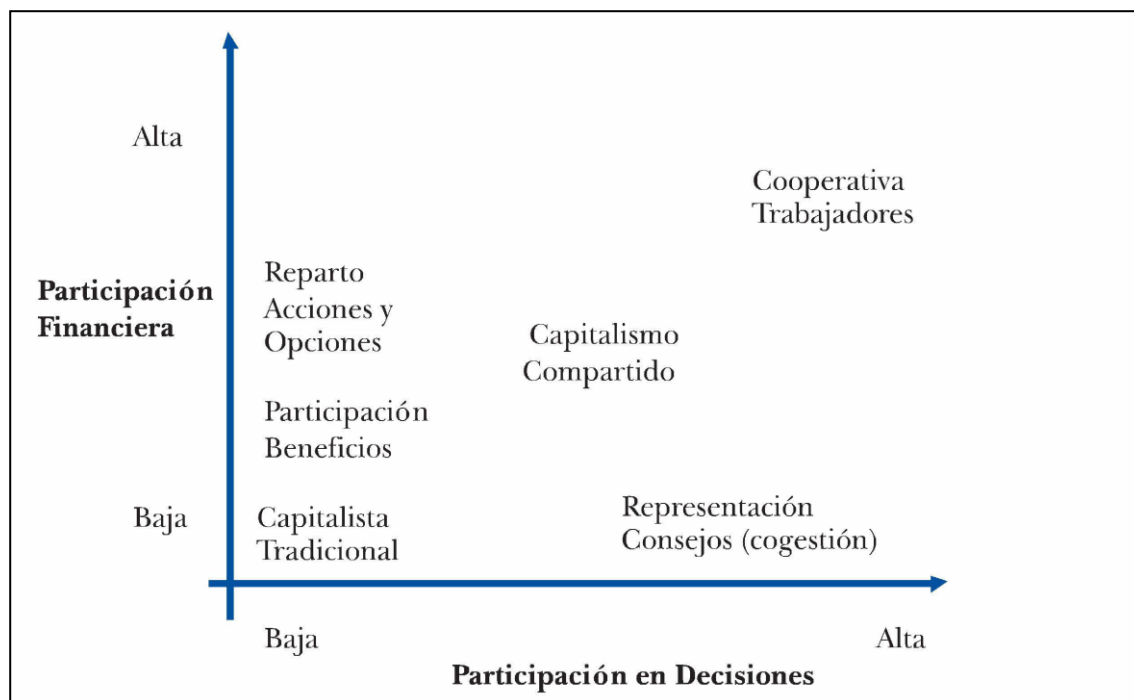 Alta
Cooperativa
Trabajadores
Participación
Financiera
Reparto
Acciones y
Opciones
Capitalismo
Compartido
Participación
Beneficios
Baja
Capitalista
Tradicional
Representación
Consejos (cogestión)
Baja
Alta
Participación en Decisiones